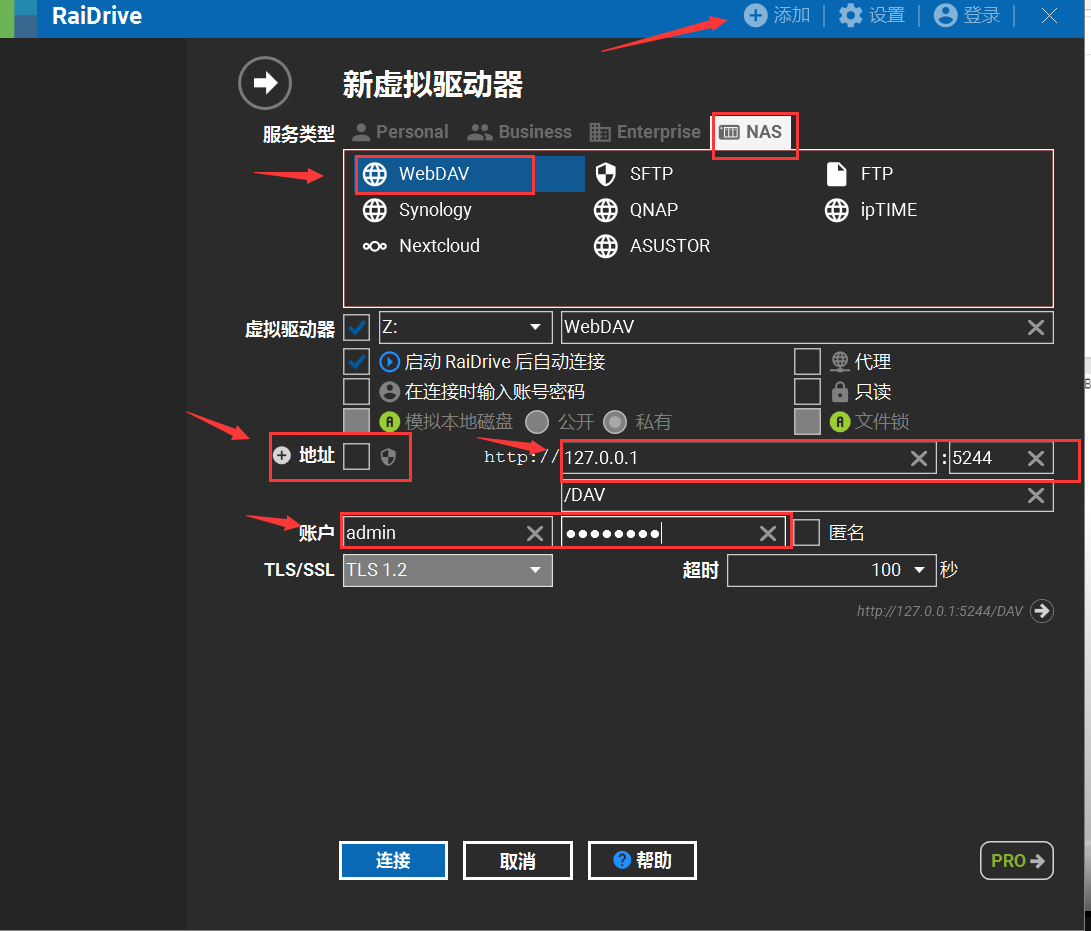 RaiDrive 添加 设置 登录
新虚拟驱动器
服务类型 Personal Business Enterprise NAS
WebDAV SFTP FTP
Synology QNAP ipTIME
Nextcloud ASUSTOR
虚拟驱动器 Z: WebDAV
启动 RaiDrive 后自动连接 代理
在连接时输入账号密码 只读
A 模拟本地磁盘 公开 私有 A 文件锁
地址 http:// 127.0.0.1 : 5244
/DAV
账户 admin ●●●●●●●● 匿名
TLS/SSL TLS 1.2 超时 100 秒
http://127.0.0.1:5244/DAV
连接 取消 ? 帮助 PRO